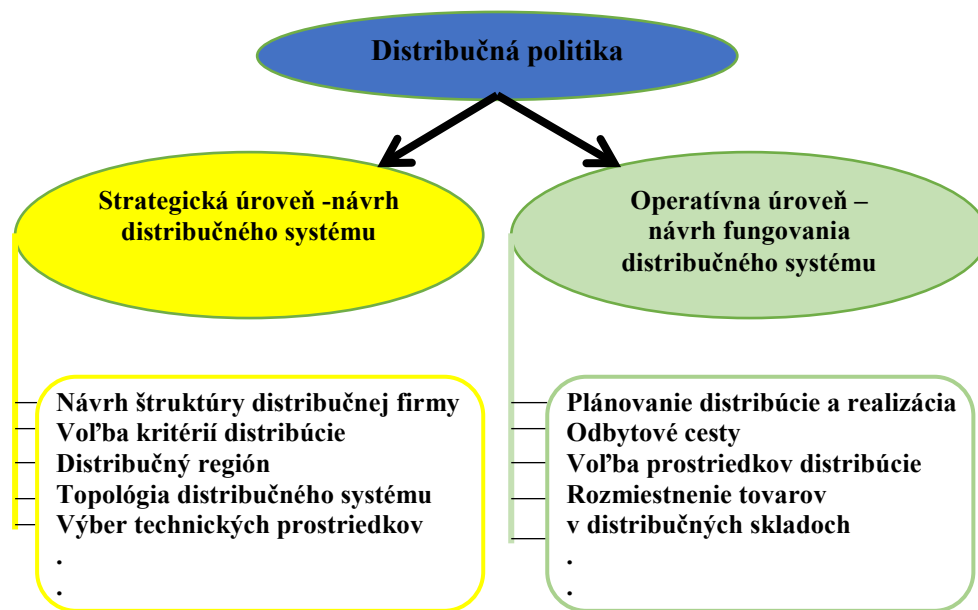 Distribučná politika
Strategická úroveň -návrh
distribučného systému
Operatívna úroveň –
návrh fungovania
distribučného systému
Návrh štruktúry distribučnej firmy
Voľba kritérií distribúcie
Distribučný región
Topológia distribučného systému
Výber technických prostriedkov
.
.
Plánovanie distribúcie a realizácia
Odbytové cesty
Voľba prostriedkov distribúcie
Rozmiestnenie tovarov
v distribučných skladoch
.
.